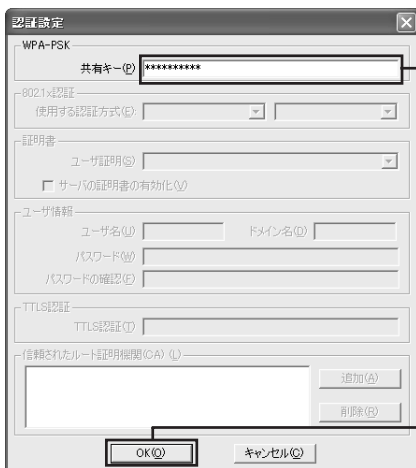 認証設定
WPA-PSK
共有キー(P) **********
802.1x認証
使用する認証方式(E):
証明書
ユーザ証明(S)
サーバの証明書の有効化(V)
ユーザ情報
ユーザ名(U) ドメイン名(D)
パスワード(W)
パスワードの確認(F)
TTLS認証
TTLS認証(T)
信頼されたルート証明機関(CA) (L)
追加(A)
削除(R)
OK(O) キャンセル(C)